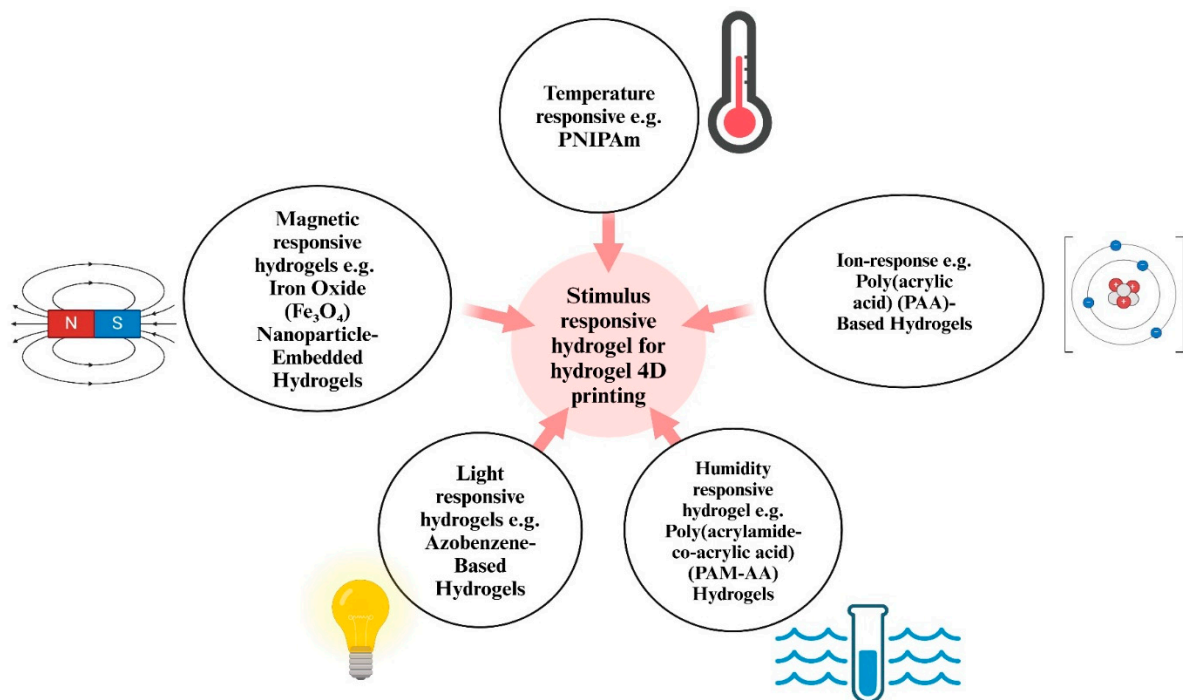 Temperature
responsive e.g.
PNIPAm
Magnetic
responsive
hydrogels e.g.
Iron Oxide
(Fe₃O₄)
Nanoparticle-
Embedded
Hydrogels
N S
Ion-response e.g.
Poly(acrylic
acid) (PAA)-
Based Hydrogels
+
+
+
−
−
−
−
−
Stimulus
responsive
hydrogel for
hydrogel 4D
printing
Light
responsive
hydrogels e.g.
Azobenzene-
Based
Hydrogels
Humidity
responsive
hydrogel e.g.
Poly(acrylamide-
co-acrylic acid)
(PAM-AA)
Hydrogels